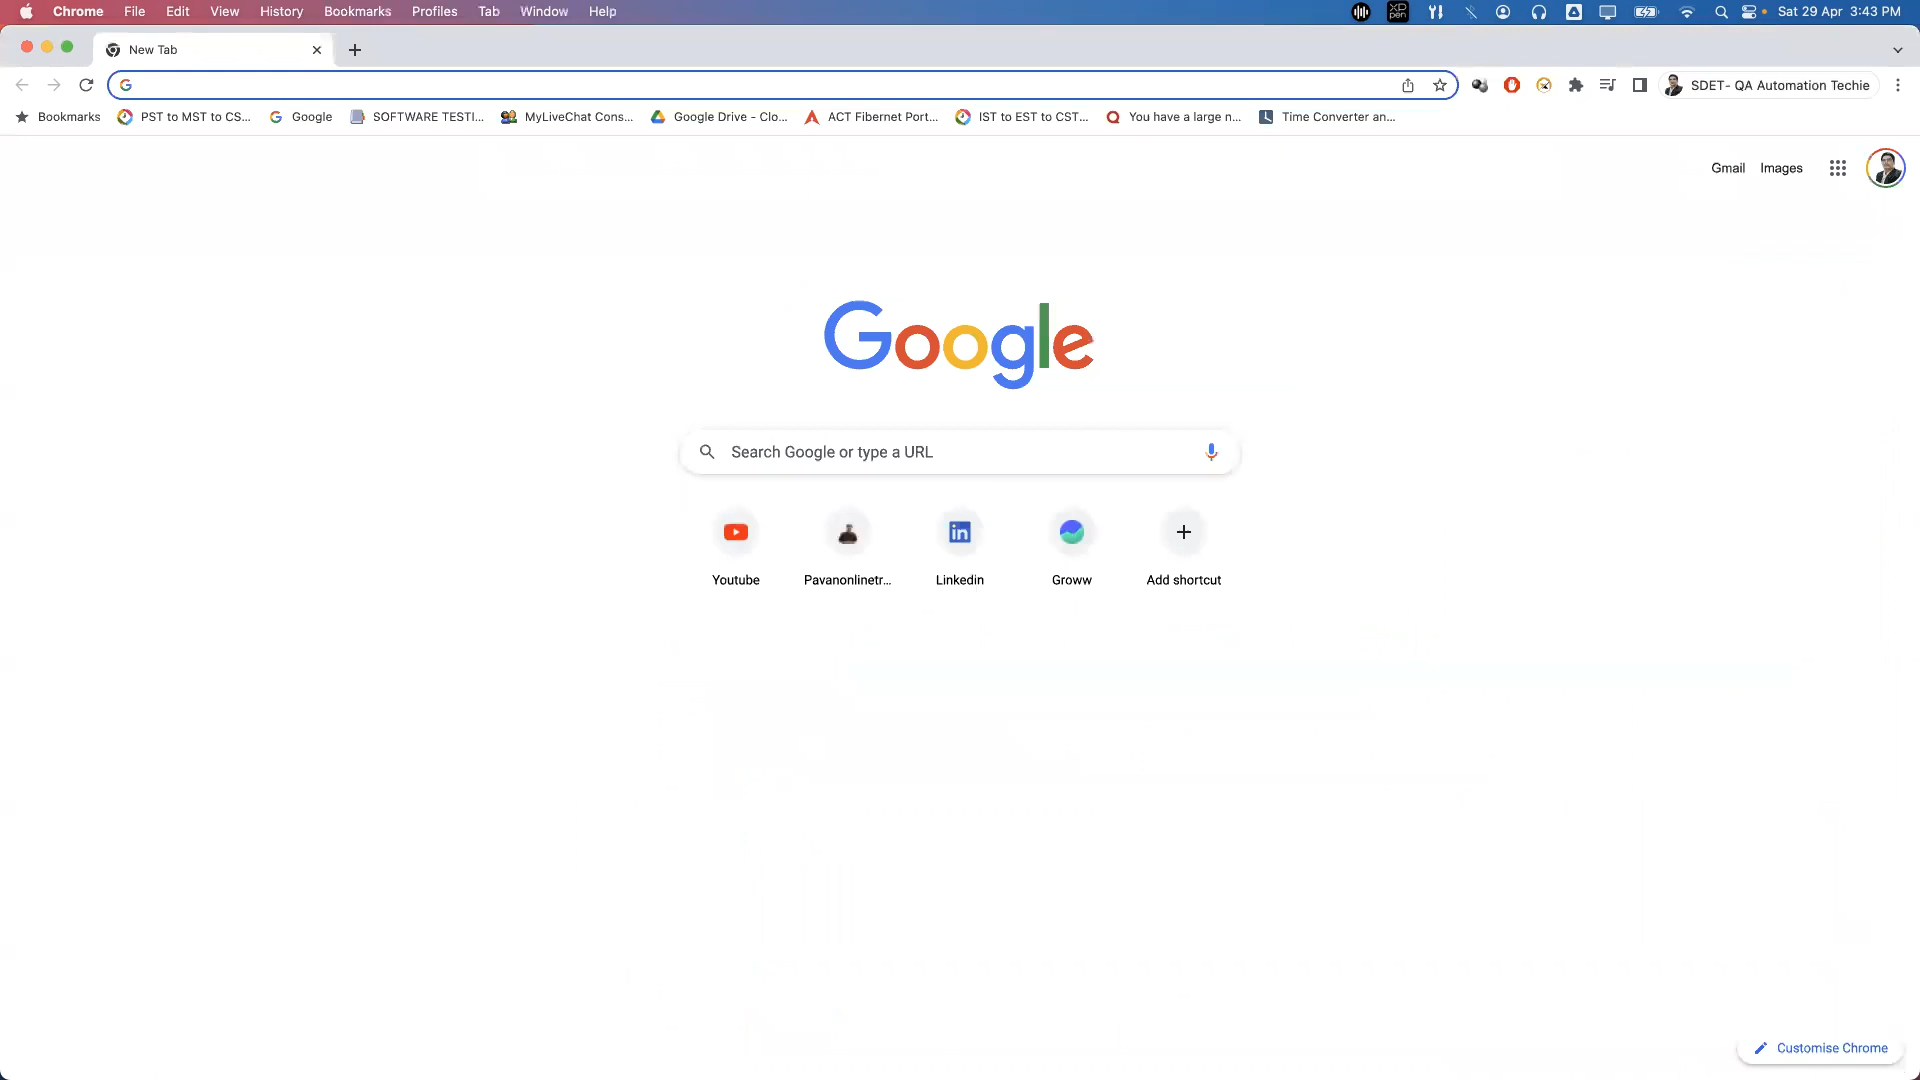 Chrome File Edit View History Bookmarks Profiles Tab Window Help
XP pen
Sat 29 Apr 3:43 PM
New Tab
SDET- QA Automation Techie
Bookmarks PST to MST to CS... Google SOFTWARE TESTI... MyLiveChat Cons... Google Drive - Clo... ACT Fibernet Port... IST to EST to CST... You have a large n... Time Converter an...
Gmail Images
Google
Search Google or type a URL
Youtube Pavanonlinetr... Linkedin Groww Add shortcut
Customise Chrome